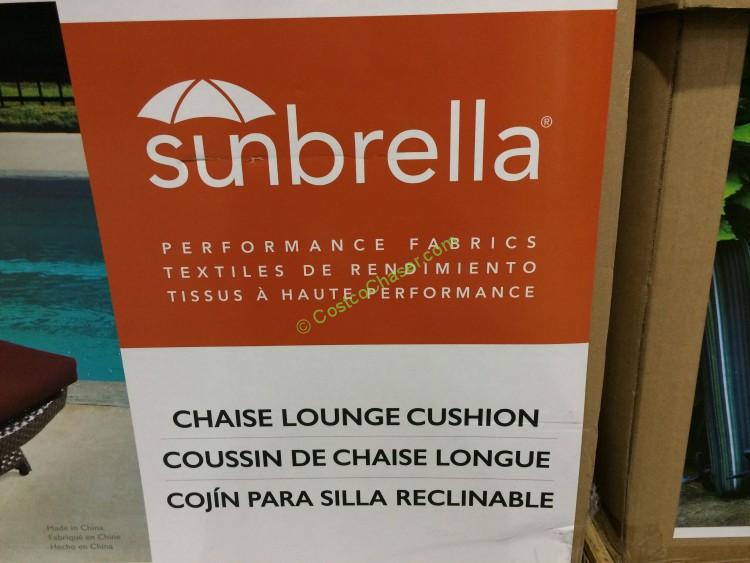 sunbrella®
PERFORMANCE FABRICS
TEXTILES DE RENDIMIENTO
TISSUS À HAUTE PERFORMANCE
© CostcoChaser.com
CHAISE LOUNGE CUSHION
COUSSIN DE CHAISE LONGUE
COJÍN PARA SILLA RECLINABLE
Made in China
Fabriqué en Chine
Hecho en China